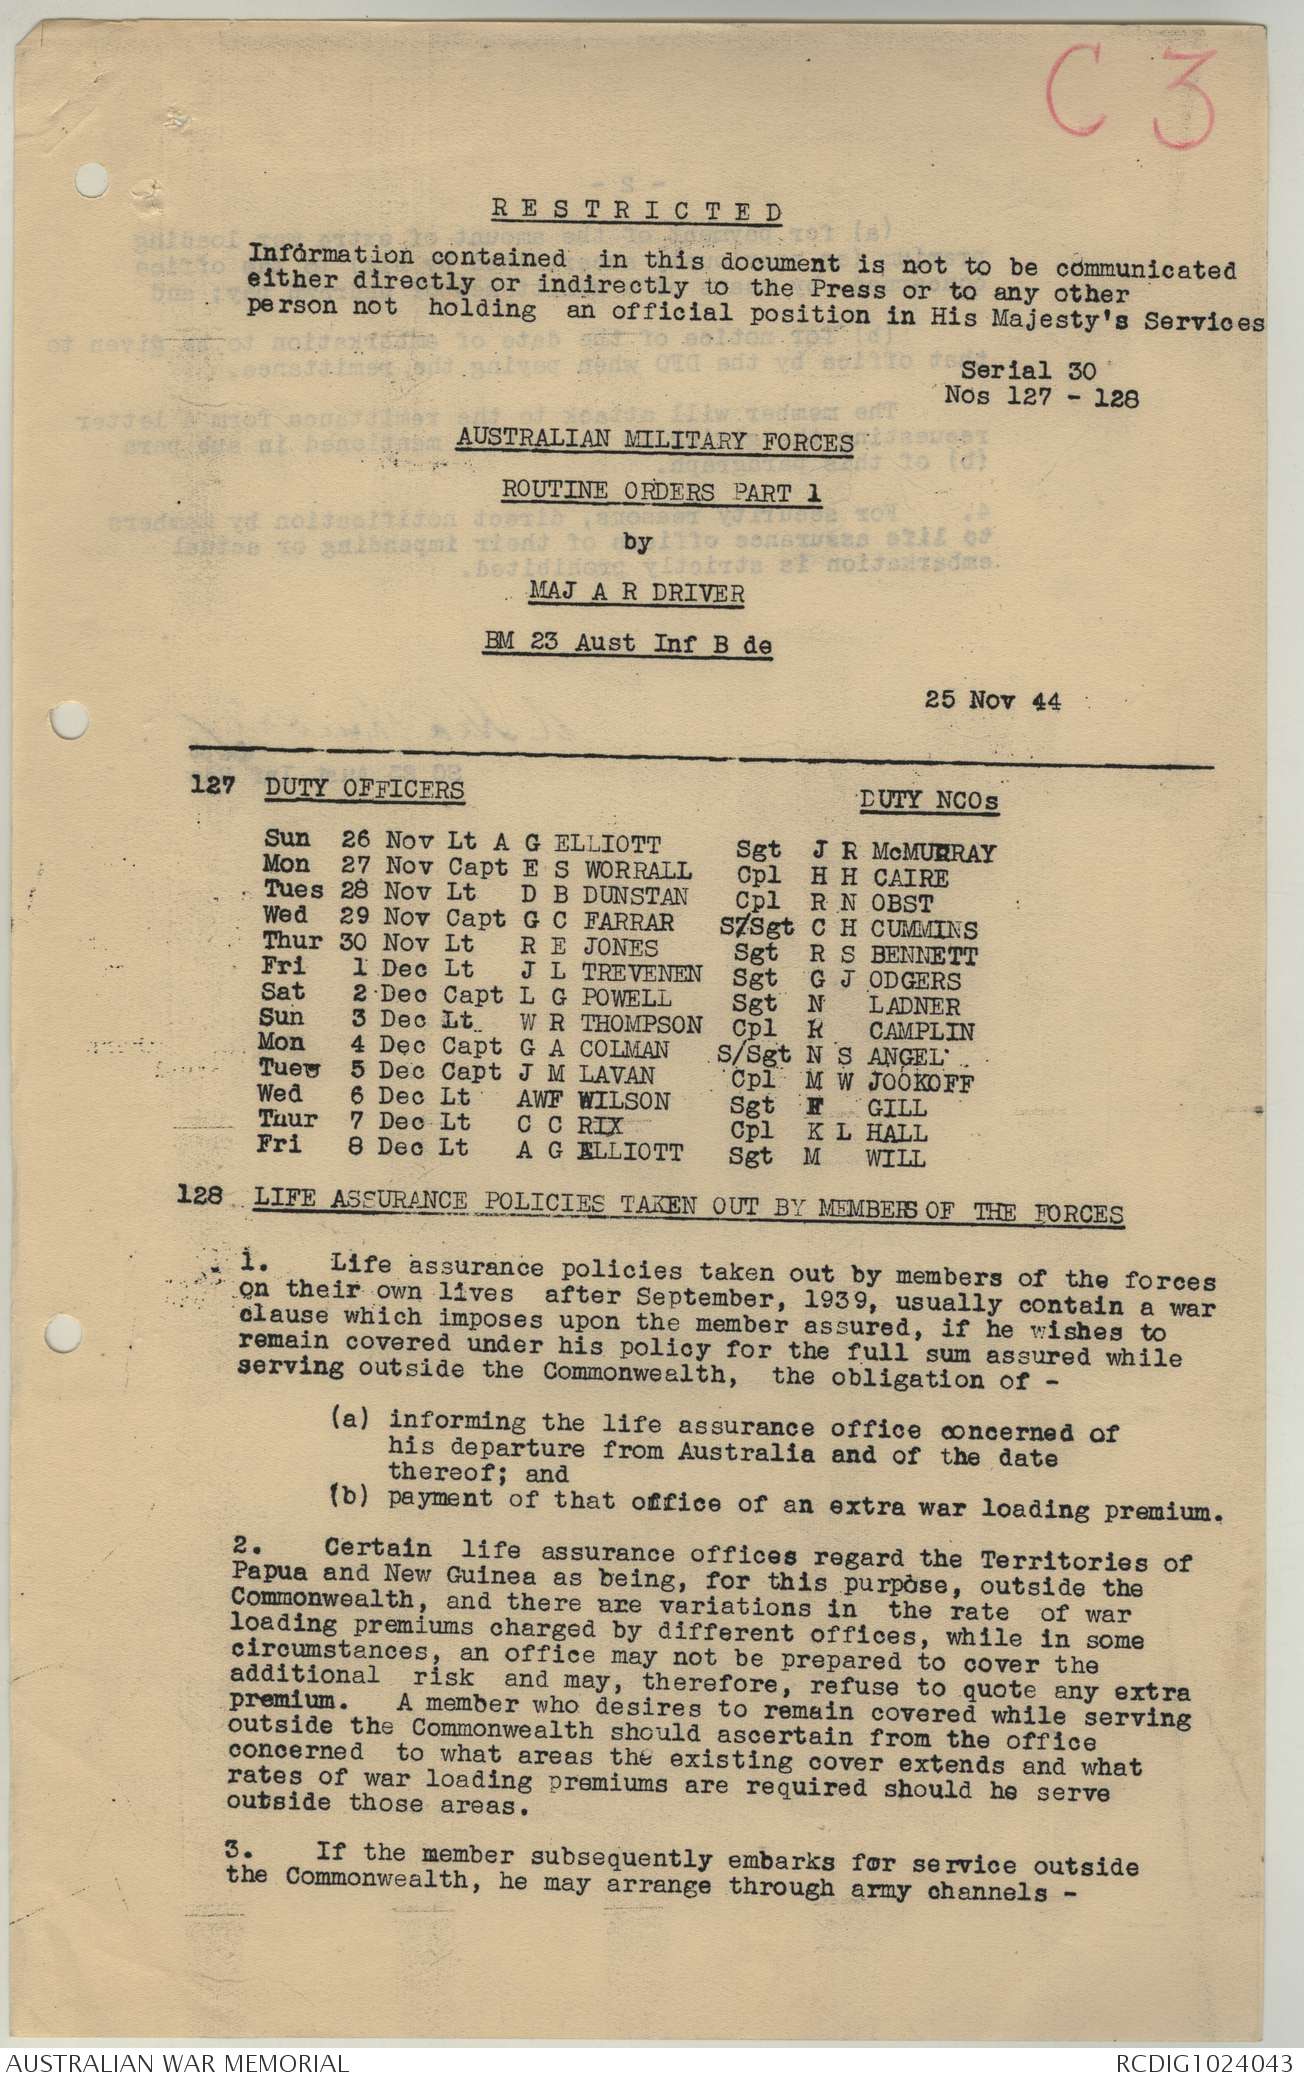 C 3
R E S T R I C T E D
Information contained in this document is not to be communicated
either directly or indirectly to the Press or to any other
person not holding an official position in His Majesty's Services
Serial 30
Nos 127 - 128
AUSTRALIAN MILITARY FORCES
ROUTINE ORDERS PART 1
by
MAJ A R DRIVER
BM 23 Aust Inf B de
25 Nov 44
127 DUTY OFFICERS DUTY NCOs
Sun 26 Nov Lt A G ELLIOTT Sgt J R McMURRAY
Mon 27 Nov Capt E S WORRALL Cpl H H CAIRE
Tues 28 Nov Lt D B DUNSTAN Cpl R N OBST
Wed 29 Nov Capt G C FARRAR S/Sgt C H CUMMINS
Thur 30 Nov Lt R E JONES Sgt R S BENNETT
Fri 1 Dec Lt J L TREVENEN Sgt G J ODGERS
Sat 2 Dec Capt L G POWELL Sgt N LADNER
Sun 3 Dec Lt W R THOMPSON Cpl R CAMPLIN
Mon 4 Dec Capt G A COLMAN S/Sgt N S ANGEL
Tues 5 Dec Capt J M LAVAN Cpl M W JOOKOFF
Wed 6 Dec Lt AWF WILSON Sgt F GILL
Thur 7 Dec Lt C C RIX Cpl K L HALL
Fri 8 Dec Lt A G ELLIOTT Sgt M WILL
128 LIFE ASSURANCE POLICIES TAKEN OUT BY MEMBERS OF THE FORCES
1. Life assurance policies taken out by members of the forces
on their own lives after September, 1939, usually contain a war
clause which imposes upon the member assured, if he wishes to
remain covered under his policy for the full sum assured while
serving outside the Commonwealth, the obligation of -
(a) informing the life assurance office concerned of
his departure from Australia and of the date
thereof; and
(b) payment of that office of an extra war loading premium.
2. Certain life assurance offices regard the Territories of
Papua and New Guinea as being, for this purpose, outside the
Commonwealth, and there are variations in the rate of war
loading premiums charged by different offices, while in some
circumstances, an office may not be prepared to cover the
additional risk and may, therefore, refuse to quote any extra
premium. A member who desires to remain covered while serving
outside the Commonwealth should ascertain from the office
concerned to what areas the existing cover extends and what
rates of war loading premiums are required should he serve
outside those areas.
3. If the member subsequently embarks for service outside
the Commonwealth, he may arrange through army channels -
AUSTRALIAN WAR MEMORIAL
RCDIG1024043